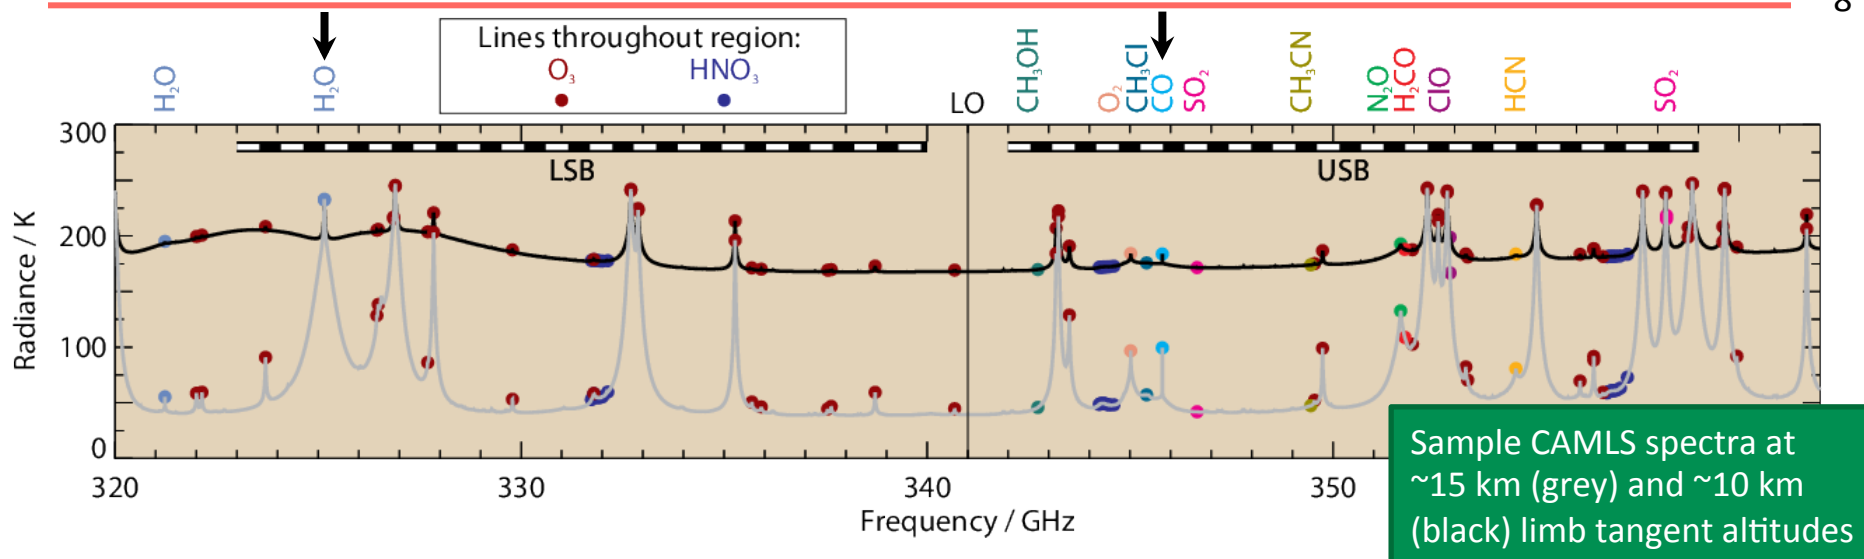 8
H₂O
H₂O
Lines throughout region:
O₃ HNO₃
LO
CH₃OH
O₂
CH₃Cl
CO
SO₂
CH₃CN
N₂O
H₂CO
ClO
HCN
SO₂
300
200
100
0
Radiance / K
LSB
USB
320 330 340 350
Frequency / GHz
Sample CAMLS spectra at
~15 km (grey) and ~10 km
(black) limb tangent altitudes